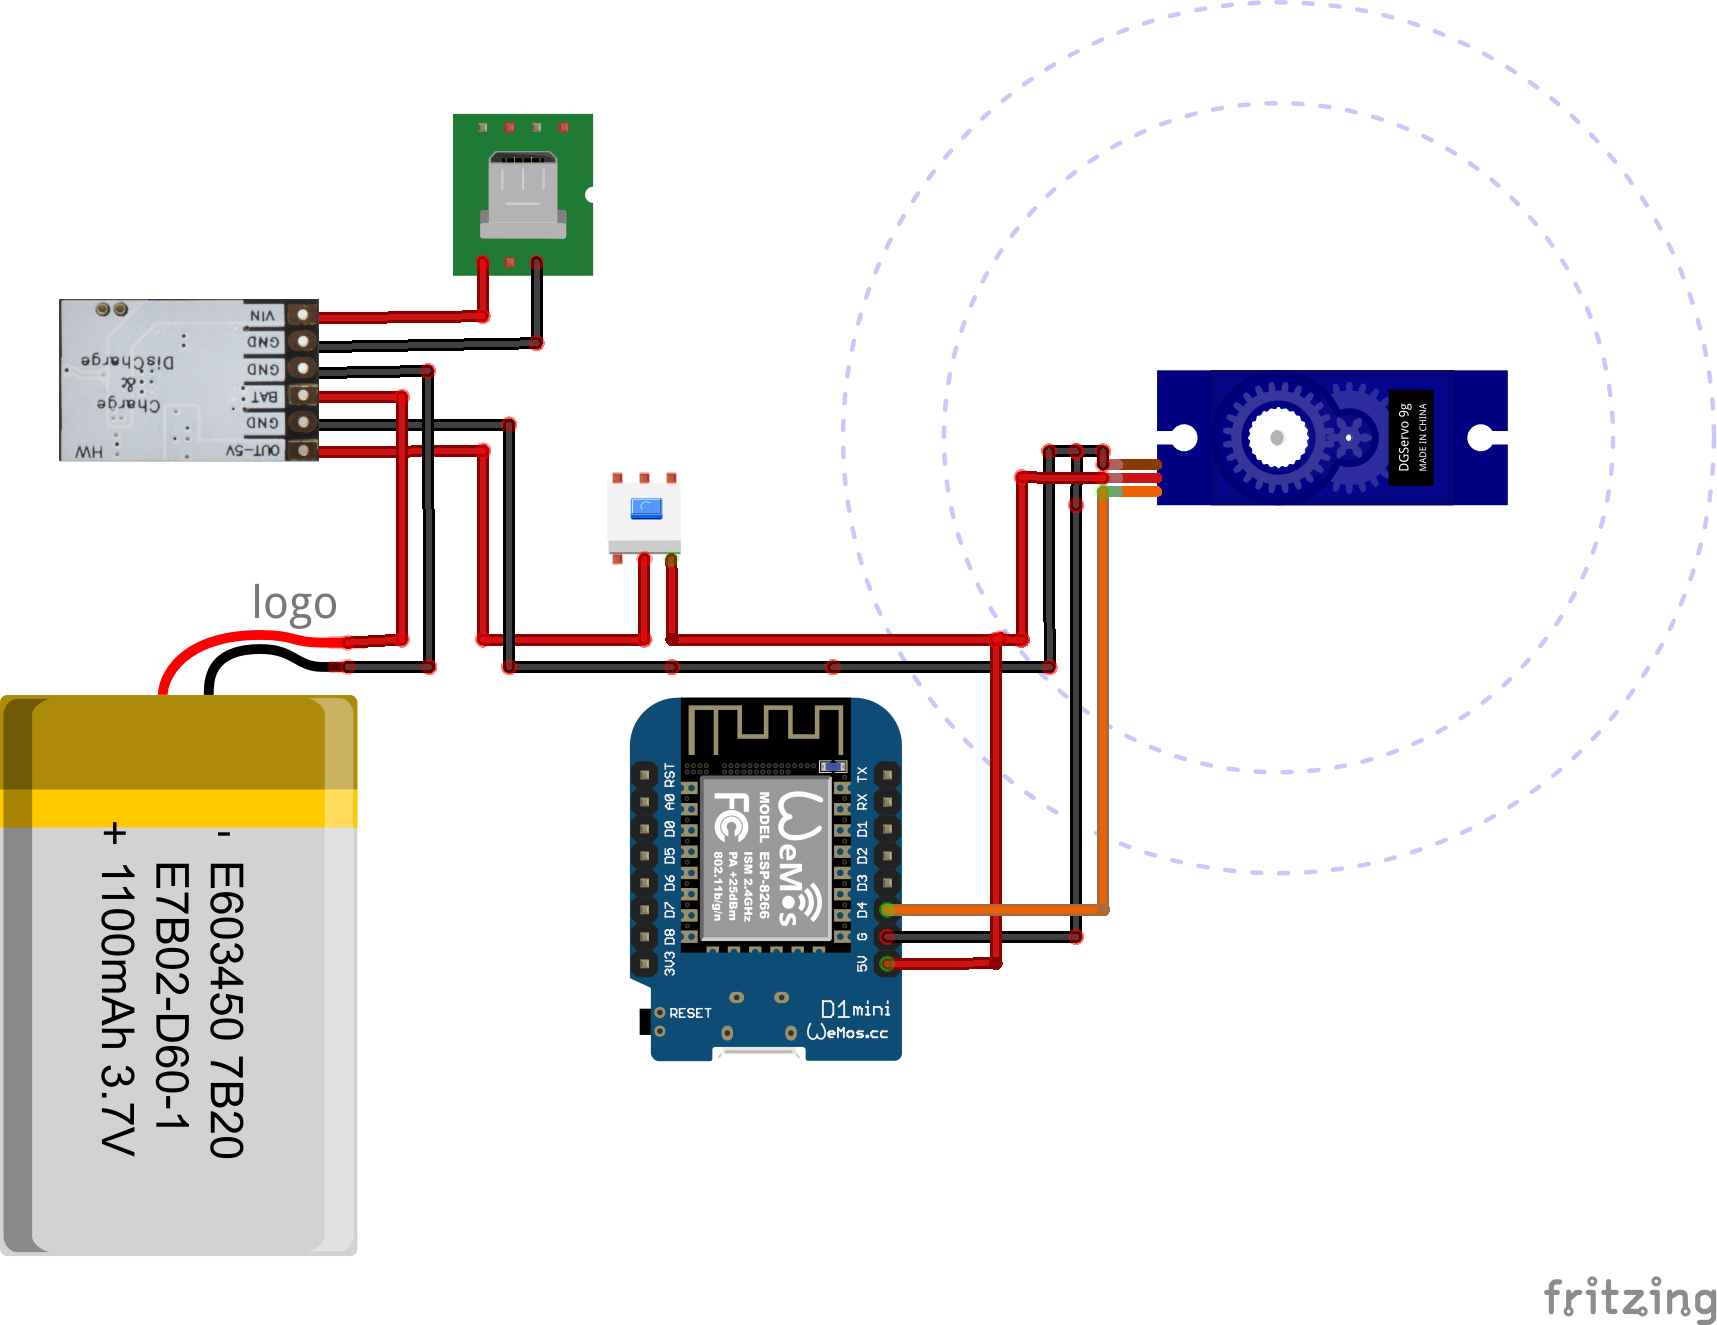 VIN
GND
GND
BAT
GND
OUT-5V
DisCharge
&
Charge
HW
logo
- E603450 7B20
E7B02-D60-1
+ 1100mAh 3.7V
DGServo 9g
MADE IN CHINA
RST
A0
D0
D5
D6
D7
D8
3V3
TX
RX
D1
D2
D3
D4
G
5V
WeMos
MODEL ESP-8266
ISM 2.4GHz
PA +25dBm
802.11b/g/n
FC
RESET
D1mini
WeMos.cc
fritzing